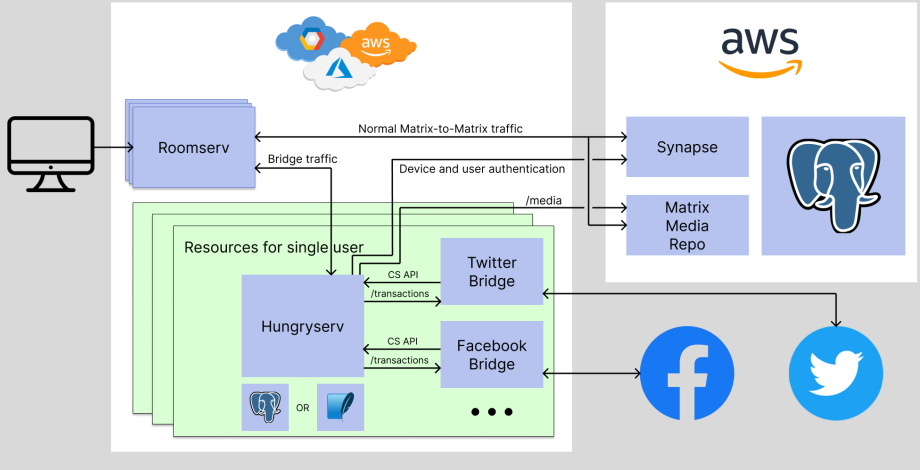 aws
aws
Roomserv
Normal Matrix-to-Matrix traffic
Bridge traffic
Device and user authentication
/media
Synapse
Matrix
Media
Repo
Resources for single user
Hungryserv
CS API
/transactions
Twitter
Bridge
CS API
/transactions
Facebook
Bridge
OR